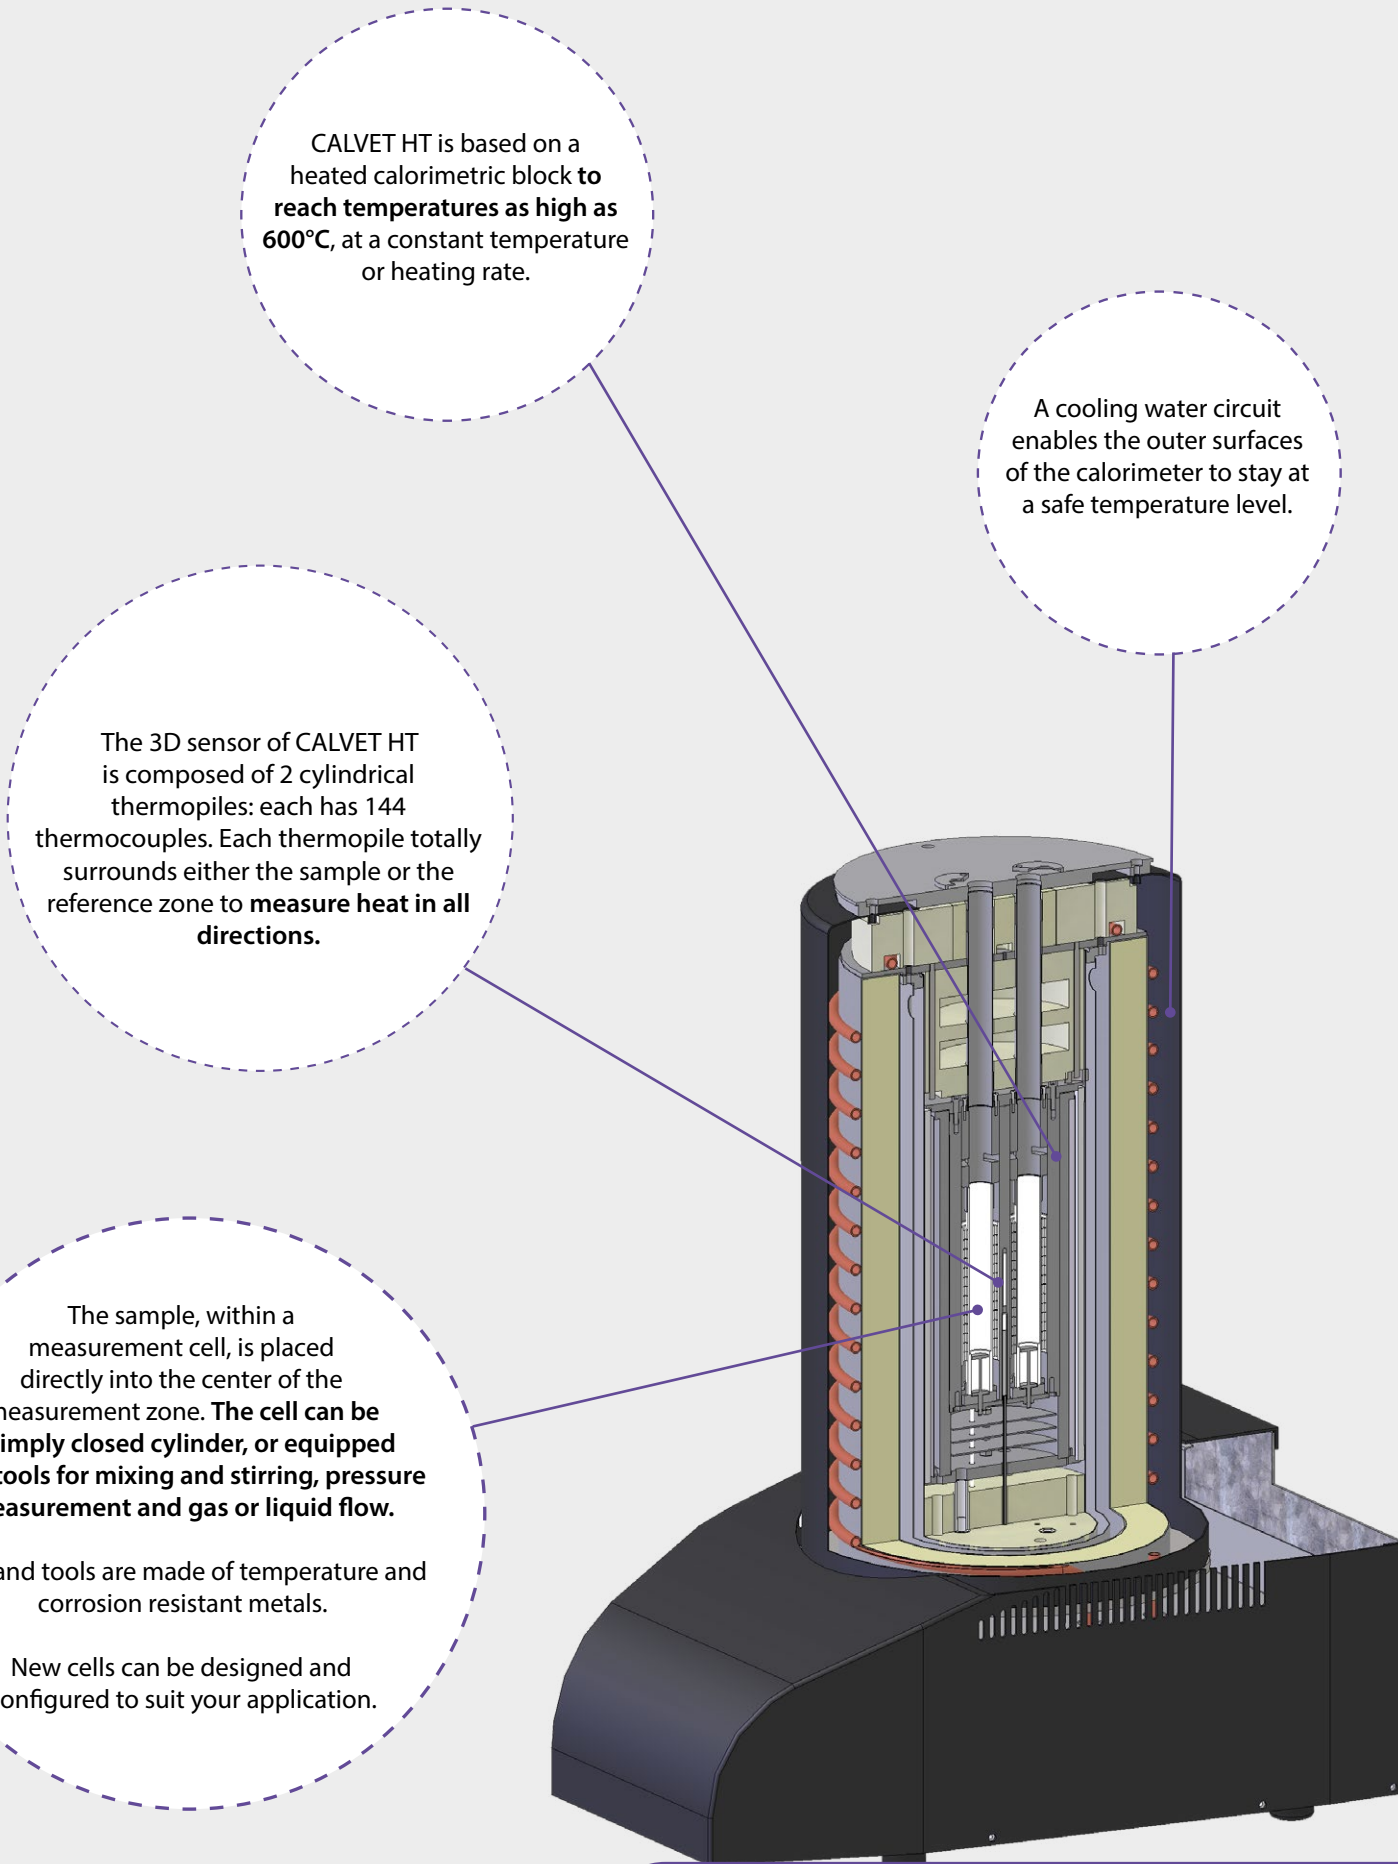 CALVET HT is based on a
heated calorimetric block to
reach temperatures as high as
600°C, at a constant temperature
or heating rate.
A cooling water circuit
enables the outer surfaces
of the calorimeter to stay at
a safe temperature level.
The 3D sensor of CALVET HT
is composed of 2 cylindrical
thermopiles: each has 144
thermocouples. Each thermopile totally
surrounds either the sample or the
reference zone to measure heat in all
directions.
The sample, within a
measurement cell, is placed
directly into the center of the
measurement zone. The cell can be
imply closed cylinder, or equipped
tools for mixing and stirring, pressure
easurement and gas or liquid flow.
and tools are made of temperature and
corrosion resistant metals.
New cells can be designed and
onfigured to suit your application.